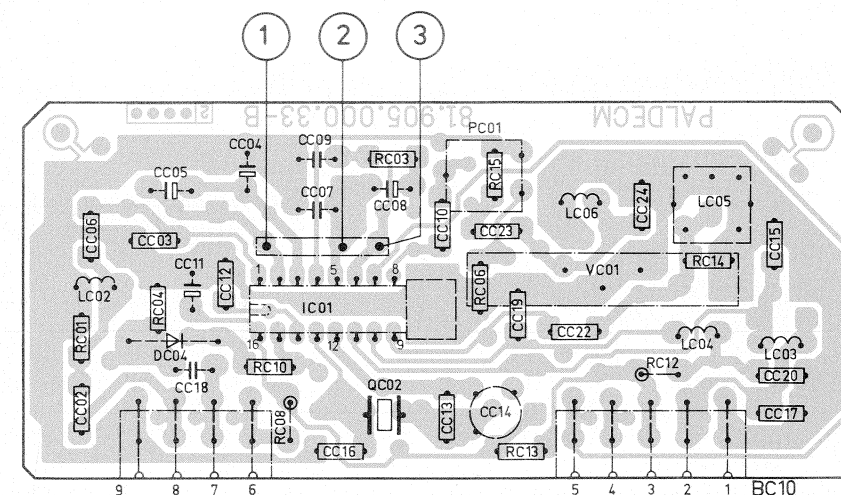 1 2 3
81.905.000.33-B
PALDECM
CC04
CC09
RC03
PC01
RC15
CC05
CC07
CC08
CC10
LC06
CC24
LC05
CC06
CC03
CC23
CC15
CC11
CC12
1 5 8
RC06
VC01
RC14
LC02
RC04
IC01
CC19
RC01
16 12 9
CC22
LC04
LC03
DC04
CC18
RC10
QC02
RC12
CC20
CC02
RC08
CC13
CC14
CC17
CC16
RC13
9 8 7 6
5 4 3 2 1
BC10